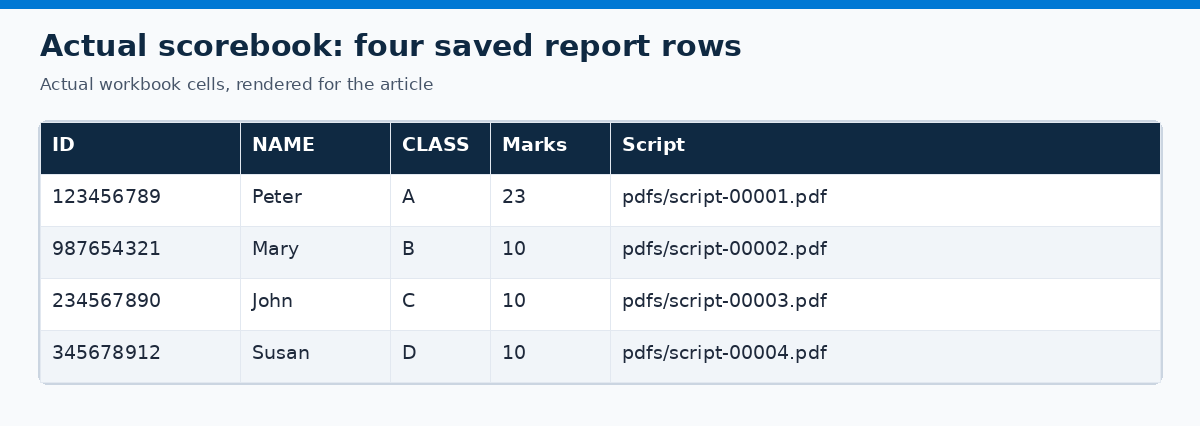 Actual scorebook: four saved report rows
Actual workbook cells, rendered for the article
ID NAME CLASS Marks Script
123456789 Peter A 23 pdfs/script-00001.pdf
987654321 Mary B 10 pdfs/script-00002.pdf
234567890 John C 10 pdfs/script-00003.pdf
345678912 Susan D 10 pdfs/script-00004.pdf